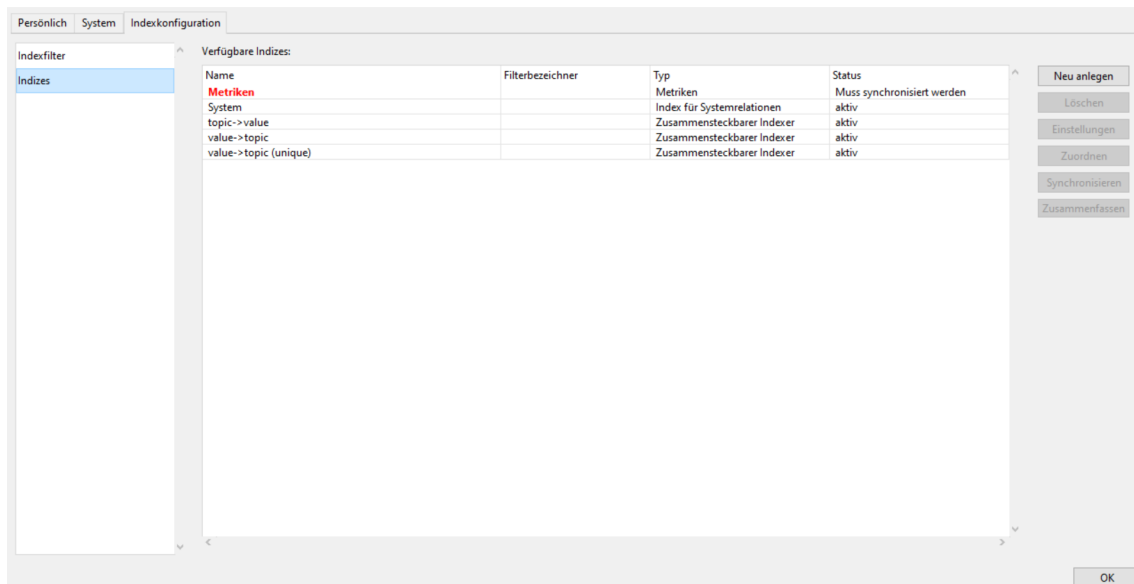 Persönlich System Indexkonfiguration
Indexfilter
Indizes
Verfügbare Indizes:
Name Filterbezeichner Typ Status
Metriken Metriken Muss synchronisiert werden
System Index für Systemrelationen aktiv
topic->value Zusammensteckbarer Indexer aktiv
value->topic Zusammensteckbarer Indexer aktiv
value->topic (unique) Zusammensteckbarer Indexer aktiv
Neu anlegen
Löschen
Einstellungen
Zuordnen
Synchronisieren
Zusammenfassen
OK